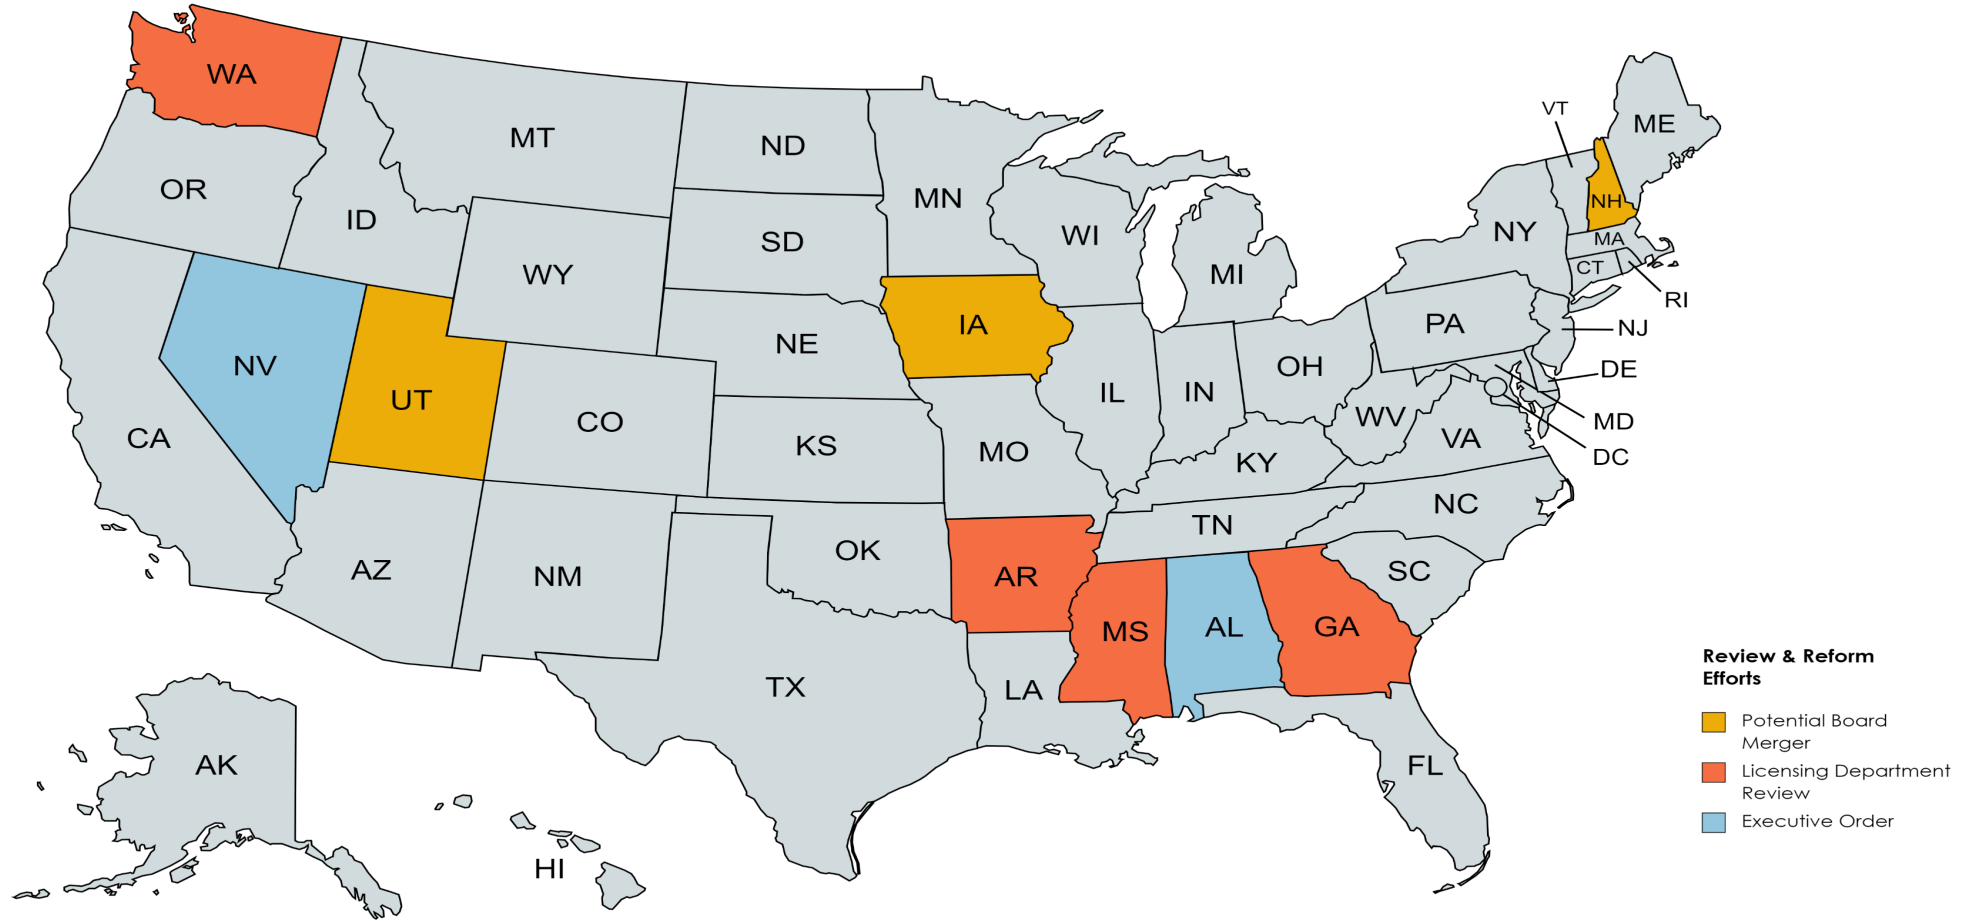 WA
MT
ND
MN
OR
ID
WY
SD
WI
MI
VT
ME
NH
NY
MA
CT
RI
PA
NJ
NV
UT
CA
CO
NE
IA
KS
MO
IL
IN
OH
WV
VA
DE
MD
DC
KY
NC
TN
SC
AZ
NM
OK
AR
MS
AL
GA
TX
LA
FL
AK
HI
Review & Reform
Efforts
Potential Board
Merger
Licensing Department
Review
Executive Order